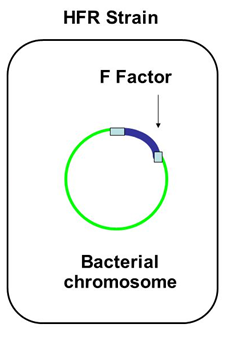 HFR Strain
F Factor
Bacterial
chromosome